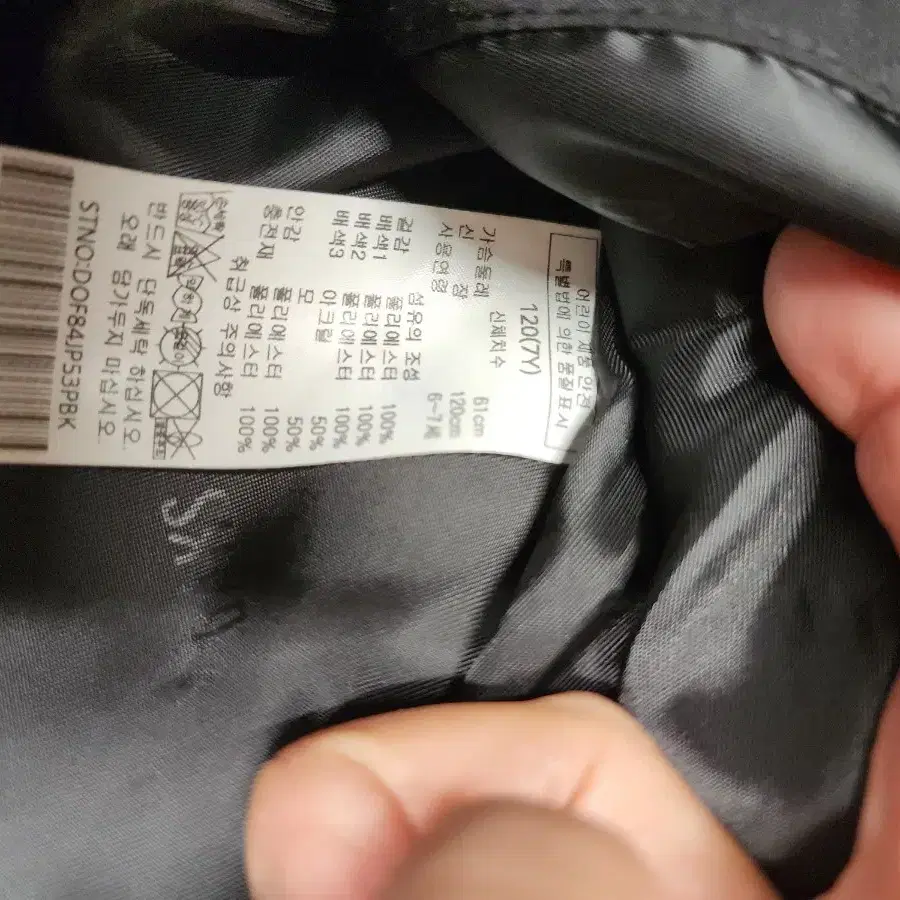 어린이제품 안전
특별법에 의한 품질 표시
120(7Y)
신체치수
가슴둘레 61cm
신 장 120cm
사용연령 6~7세
섬유의 조성
겉감 폴리에스터 100%
배색1 폴리에스터 100%
배색2 폴리에스터 100%
배색3 아크릴 50%
모 50%
안감 폴리에스터 100%
충전재 폴리에스터 100%
취급상 주의사항
손세탁
중성
반드시 단독세탁 하십시오
오래 담가두지 마십시오.
STNO:DOF84JP53PBK